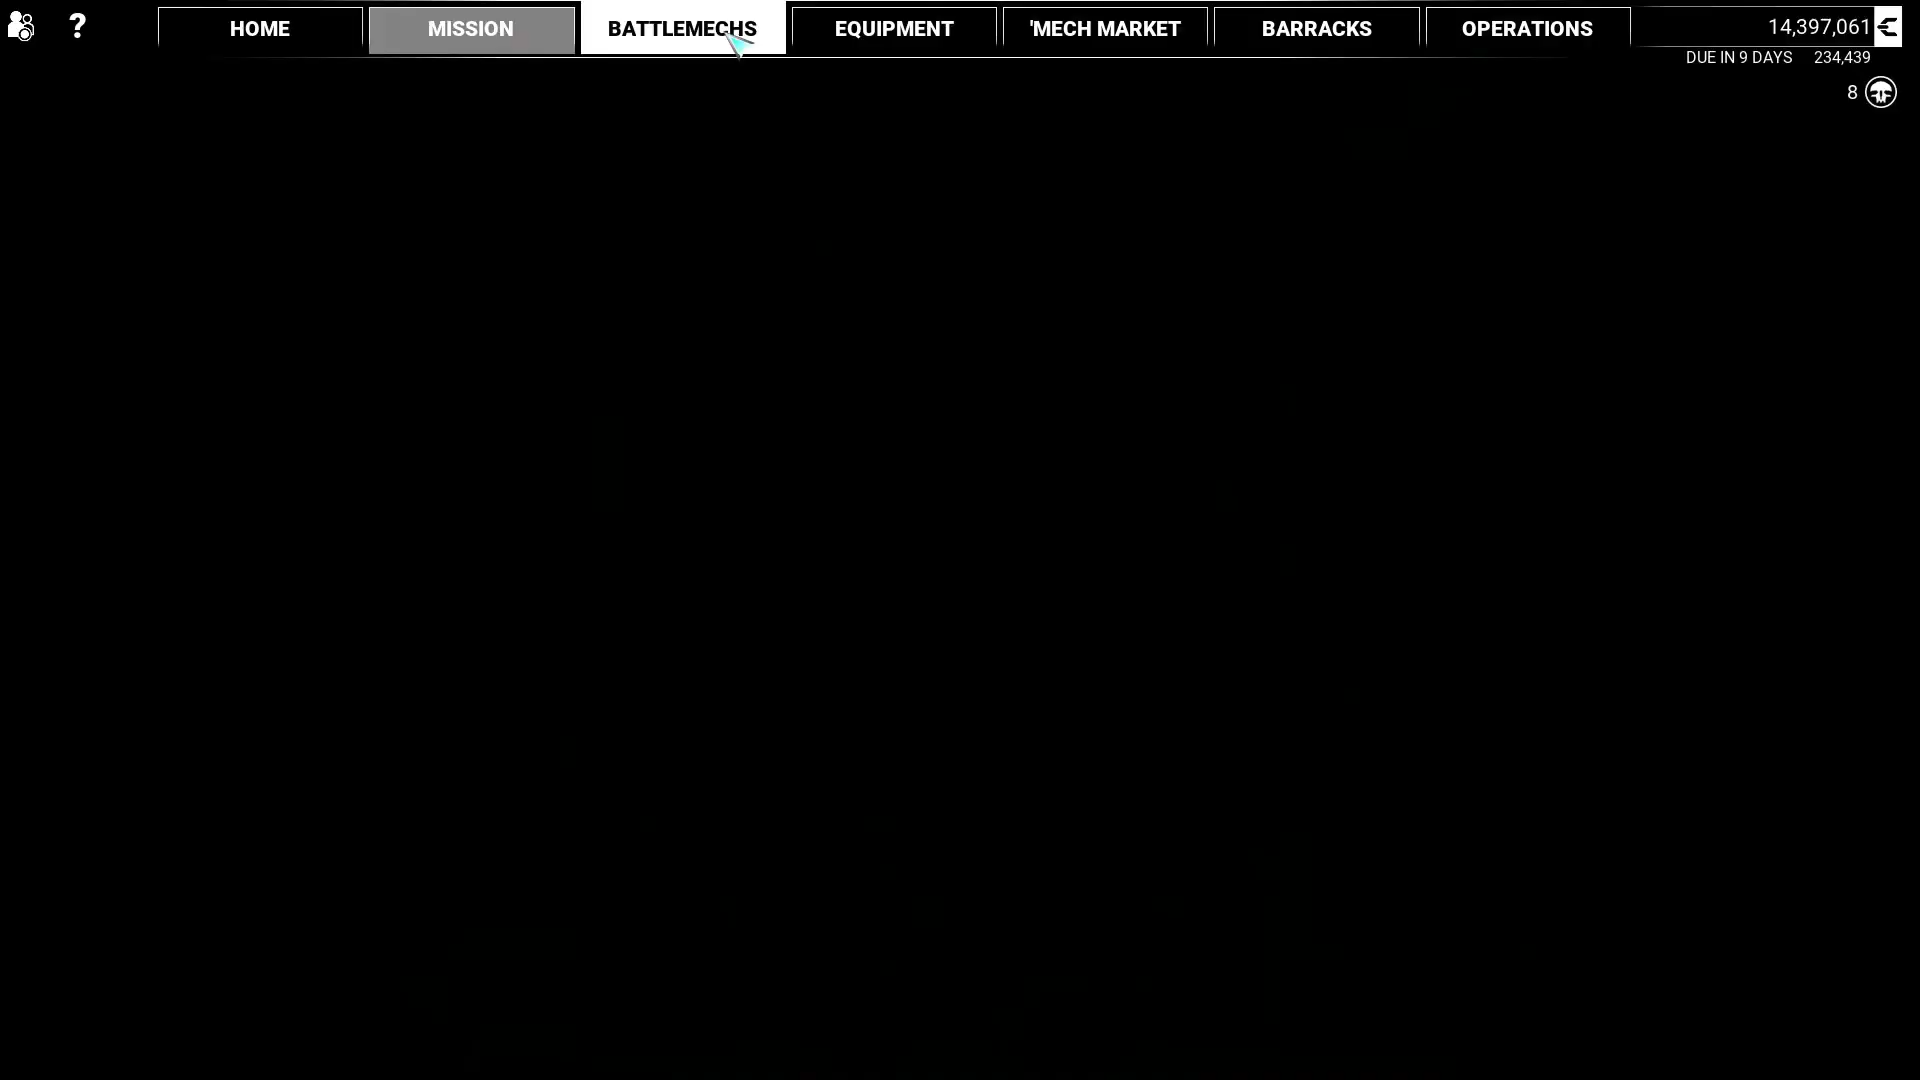 ?
HOME
MISSION
BATTLEMECHS
EQUIPMENT
'MECH MARKET
BARRACKS
OPERATIONS
14,397,061
DUE IN 9 DAYS 234,439
8